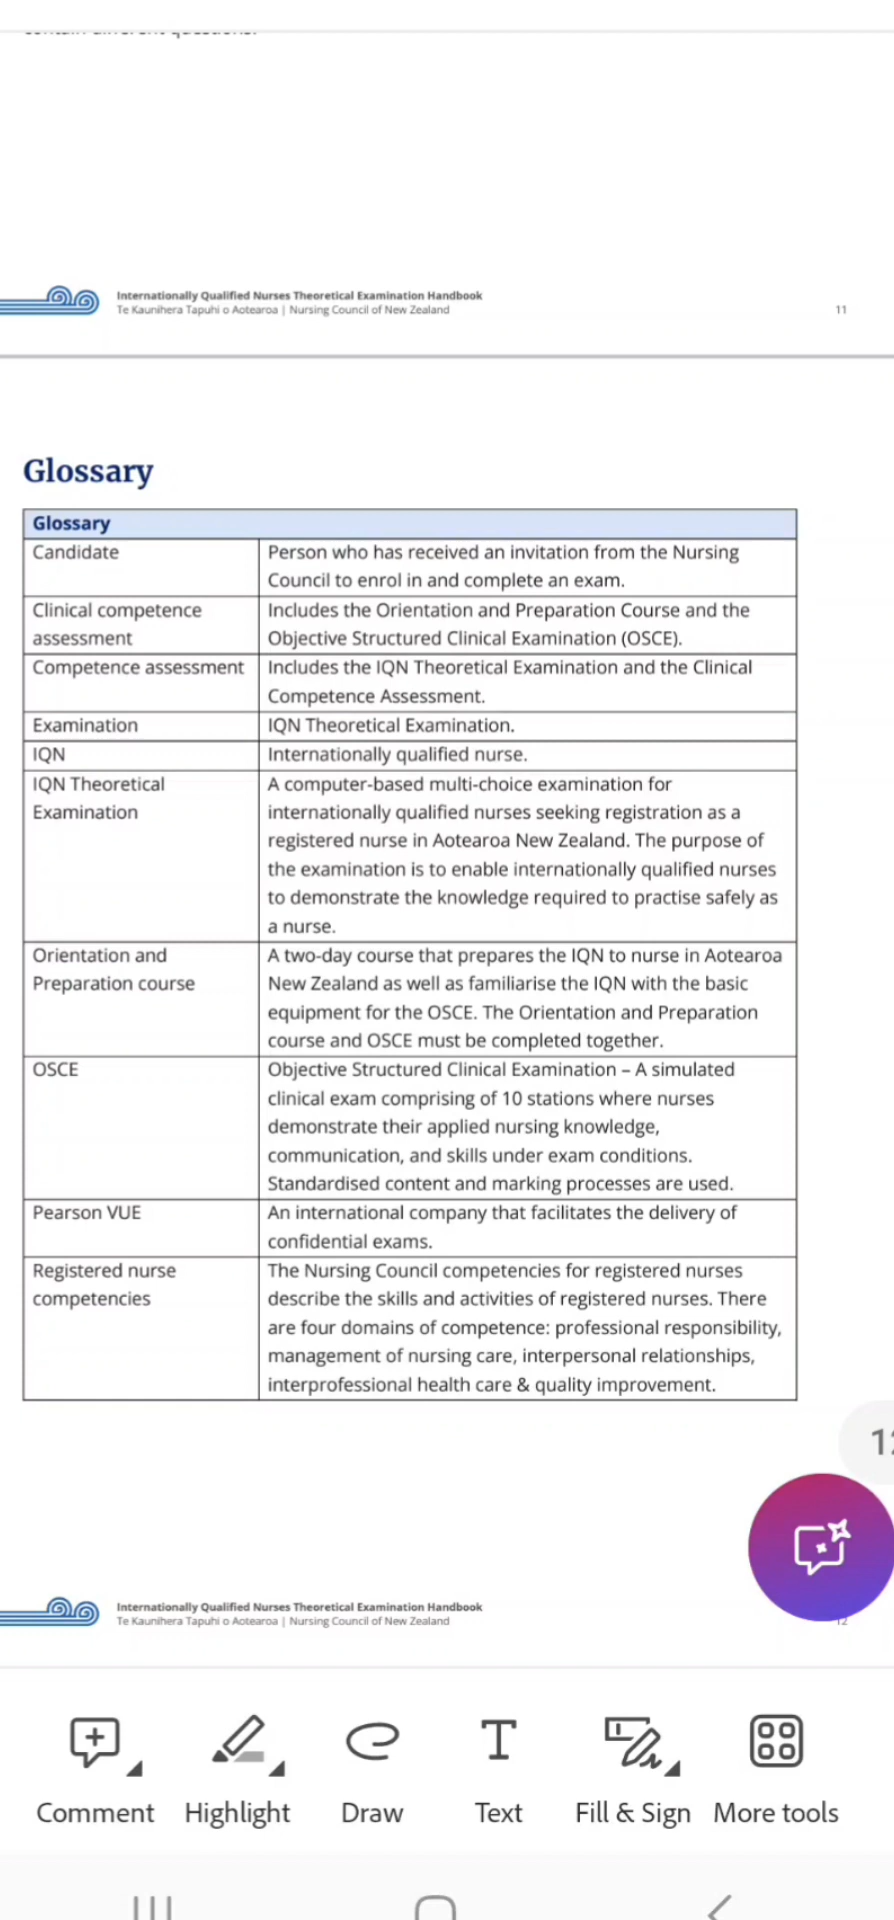 Internationally Qualified Nurses Theoretical Examination Handbook
Te Kaunihera Tapuhi o Aotearoa | Nursing Council of New Zealand
11
Glossary
Glossary
Candidate
Person who has received an invitation from the Nursing
Council to enrol in and complete an exam.
Clinical competence
assessment
Includes the Orientation and Preparation Course and the
Objective Structured Clinical Examination (OSCE).
Competence assessment
Includes the IQN Theoretical Examination and the Clinical
Competence Assessment.
Examination
IQN Theoretical Examination.
IQN
Internationally qualified nurse.
IQN Theoretical
Examination
A computer-based multi-choice examination for
internationally qualified nurses seeking registration as a
registered nurse in Aotearoa New Zealand. The purpose of
the examination is to enable internationally qualified nurses
to demonstrate the knowledge required to practise safely as
a nurse.
Orientation and
Preparation course
A two-day course that prepares the IQN to nurse in Aotearoa
New Zealand as well as familiarise the IQN with the basic
equipment for the OSCE. The Orientation and Preparation
course and OSCE must be completed together.
OSCE
Objective Structured Clinical Examination – A simulated
clinical exam comprising of 10 stations where nurses
demonstrate their applied nursing knowledge,
communication, and skills under exam conditions.
Standardised content and marking processes are used.
Pearson VUE
An international company that facilitates the delivery of
confidential exams.
Registered nurse
competencies
The Nursing Council competencies for registered nurses
describe the skills and activities of registered nurses. There
are four domains of competence: professional responsibility,
management of nursing care, interpersonal relationships,
interprofessional health care & quality improvement.
Internationally Qualified Nurses Theoretical Examination Handbook
Te Kaunihera Tapuhi o Aotearoa | Nursing Council of New Zealand
12
Comment
Highlight
Draw
Text
Fill & Sign
More tools